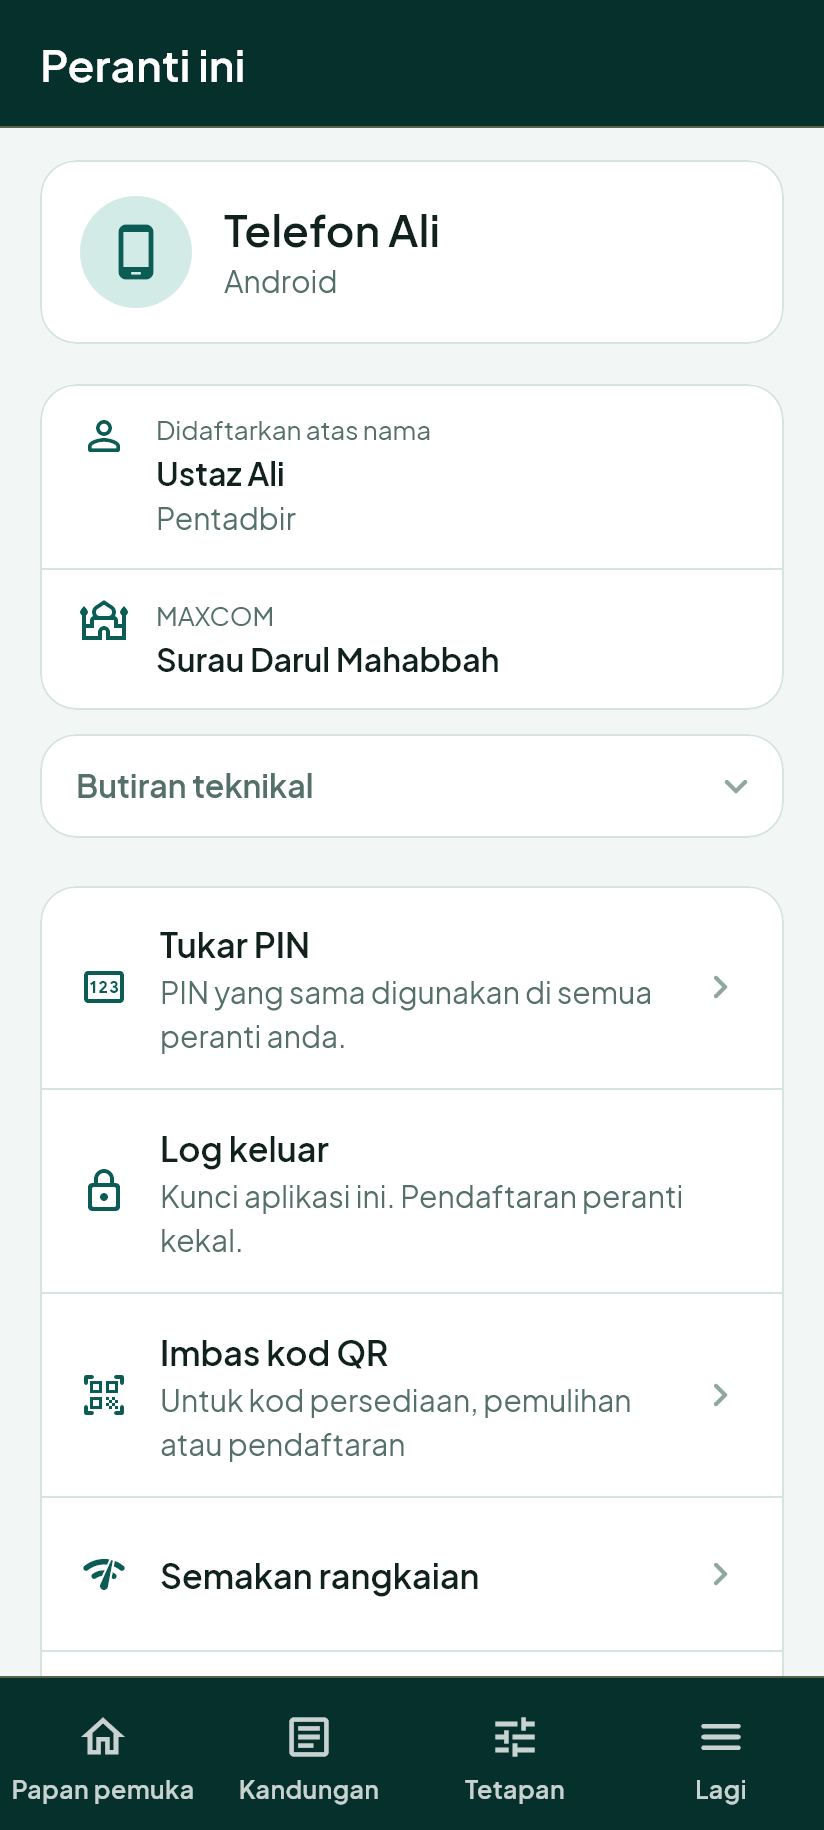 Peranti ini
Telefon Ali
Android
Didaftarkan atas nama
Ustaz Ali
Pentadbir
MAXCOM
Surau Darul Mahabbah
Butiran teknikal
Tukar PIN
123
PIN yang sama digunakan di semua
peranti anda.
Log keluar
Kunci aplikasi ini. Pendaftaran peranti
kekal.
Imbas kod QR
Untuk kod persediaan, pemulihan
atau pendaftaran
Semakan rangkaian
Papan pemuka
Kandungan
Tetapan
Lagi